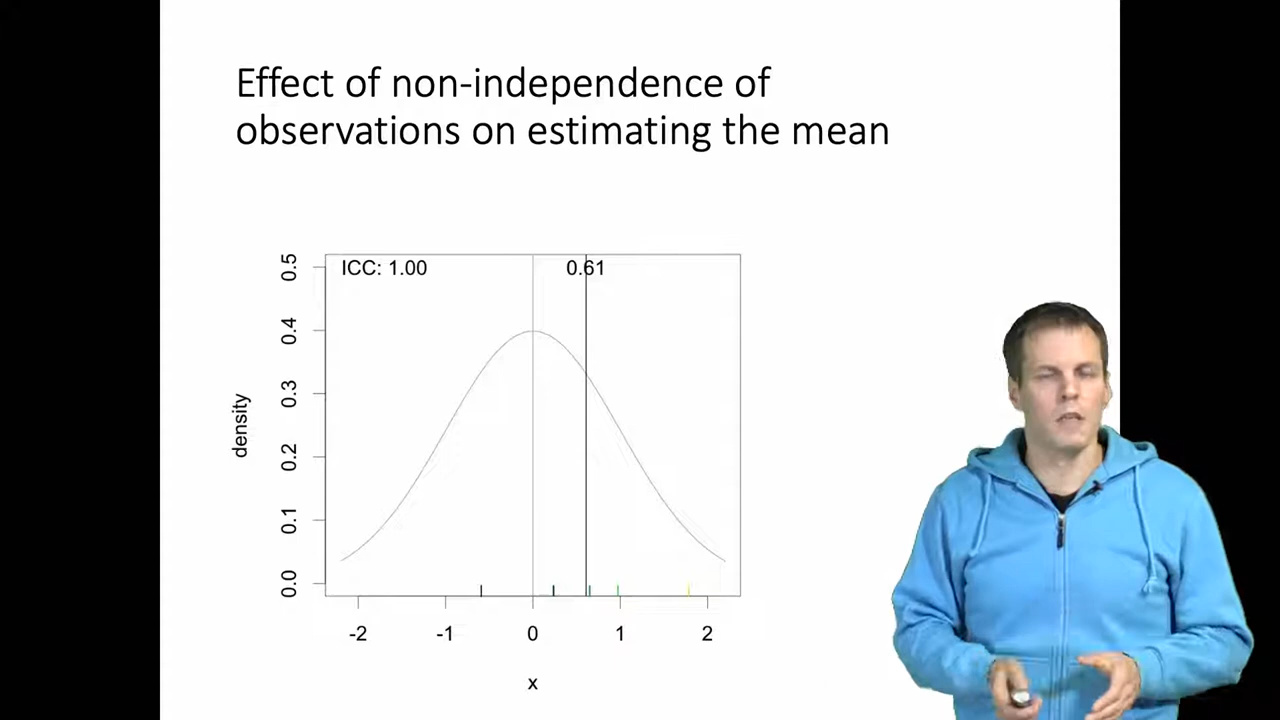 Effect of non-independence of
observations on estimating the mean
ICC: 1.00
0.61
0.5
0.4
0.3
0.2
0.1
0.0
density
-2 -1 0 1 2
x